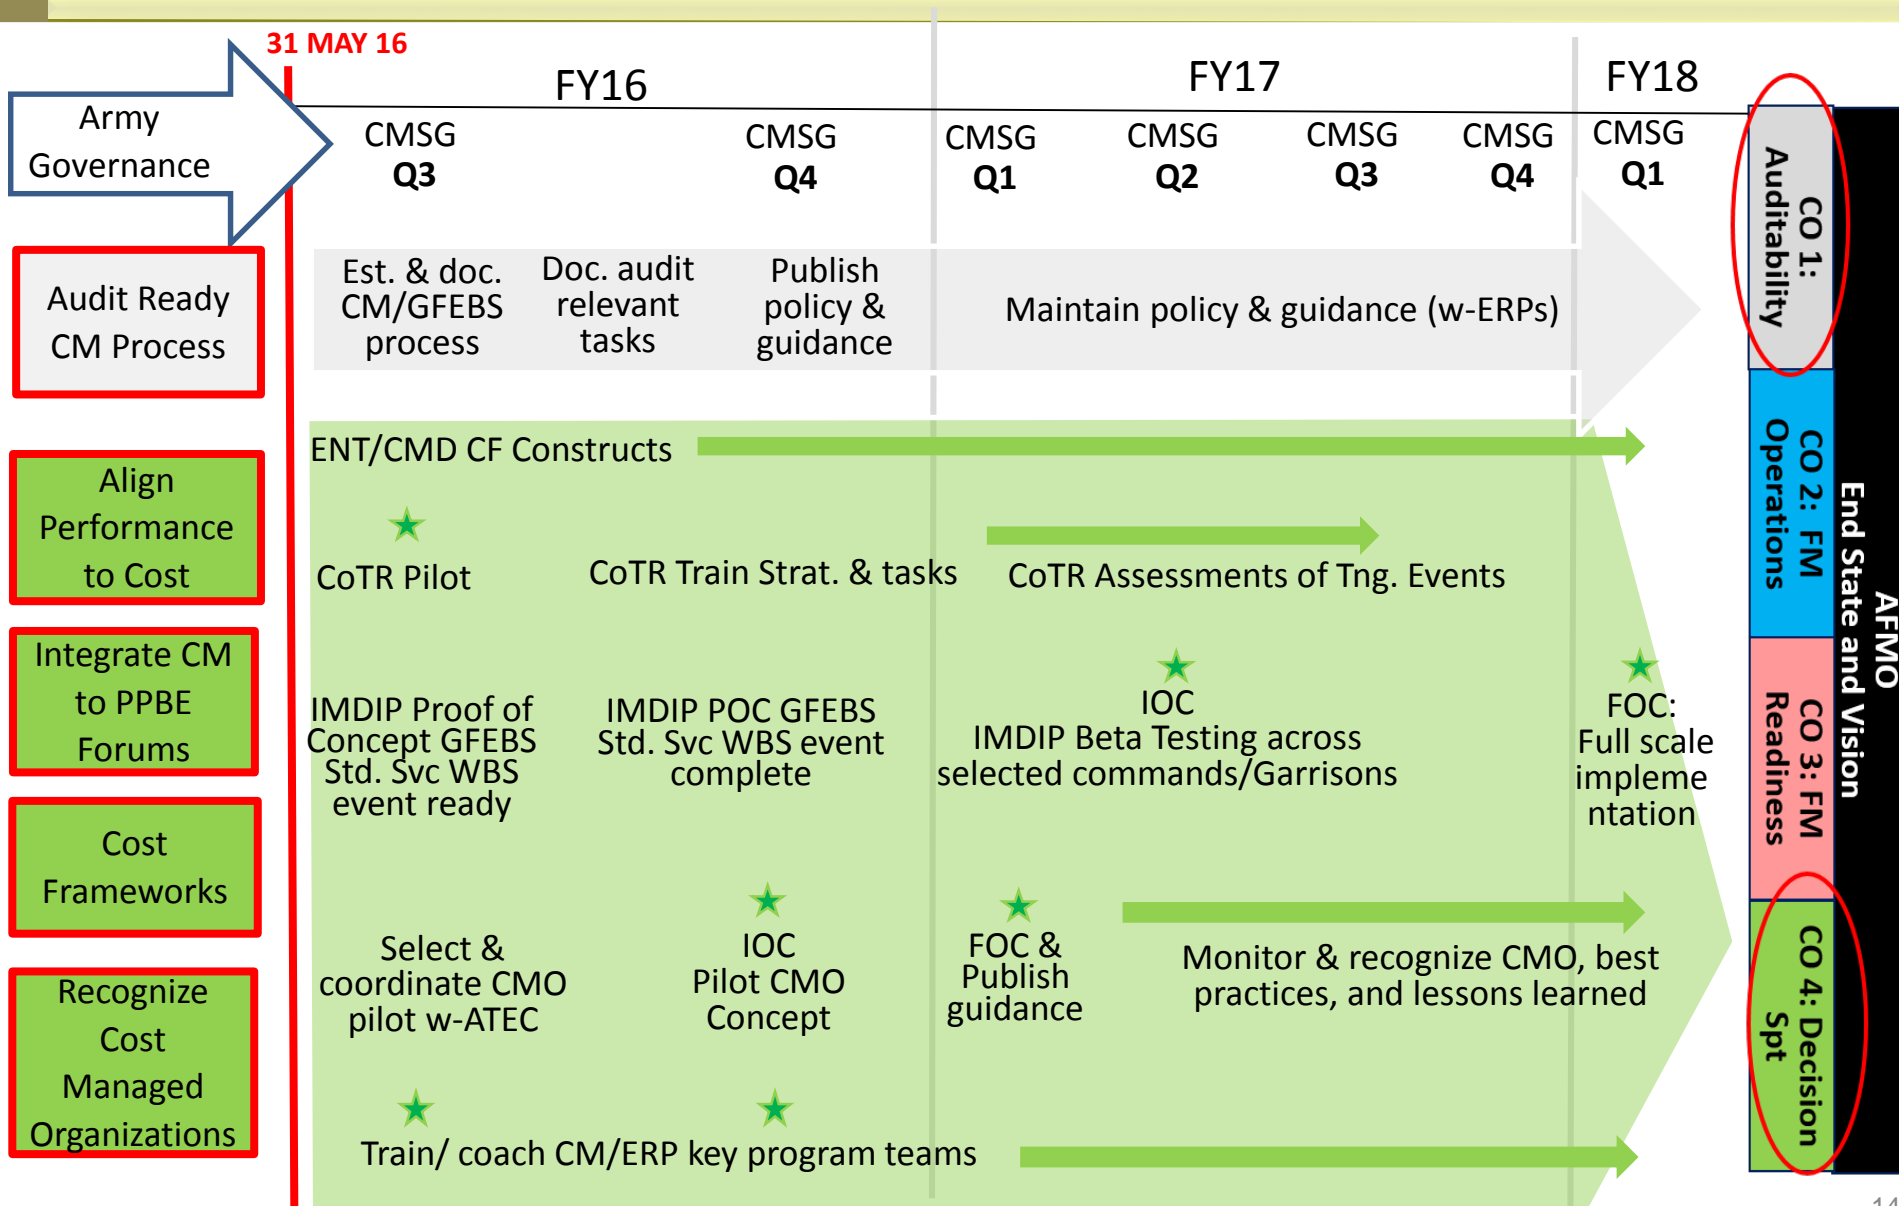 31 MAY 16
FY16
FY17
FY18
Army
Governance
CMSG
Q3
CMSG
Q4
CMSG
Q1
CMSG
Q2
CMSG
Q3
CMSG
Q4
CMSG
Q1
Audit Ready
CM Process
Est. & doc.
CM/GFEBS
process
Doc. audit
relevant
tasks
Publish
policy &
guidance
Maintain policy & guidance (w-ERPs)
Align
Performance
to Cost
ENT/CMD CF Constructs
CoTR Pilot
CoTR Train Strat. & tasks
CoTR Assessments of Tng. Events
Integrate CM
to PPBE
Forums
IMDIP Proof of
Concept GFEBS
Std. Svc WBS
event ready
IMDIP POC GFEBS
Std. Svc WBS event
complete
IOC
IMDIP Beta Testing across
selected commands/Garrisons
FOC:
Full scale
impleme
ntation
Cost
Frameworks
Select &
coordinate CMO
pilot w-ATEC
IOC
Pilot CMO
Concept
FOC &
Publish
guidance
Monitor & recognize CMO, best
practices, and lessons learned
Recognize
Cost
Managed
Organizations
Train/ coach CM/ERP key program teams
CO 1:
Auditability
CO 2: FM
Operations
CO 3: FM
Readiness
CO 4: Decision
Spt
AFMO
End State and Vision
14